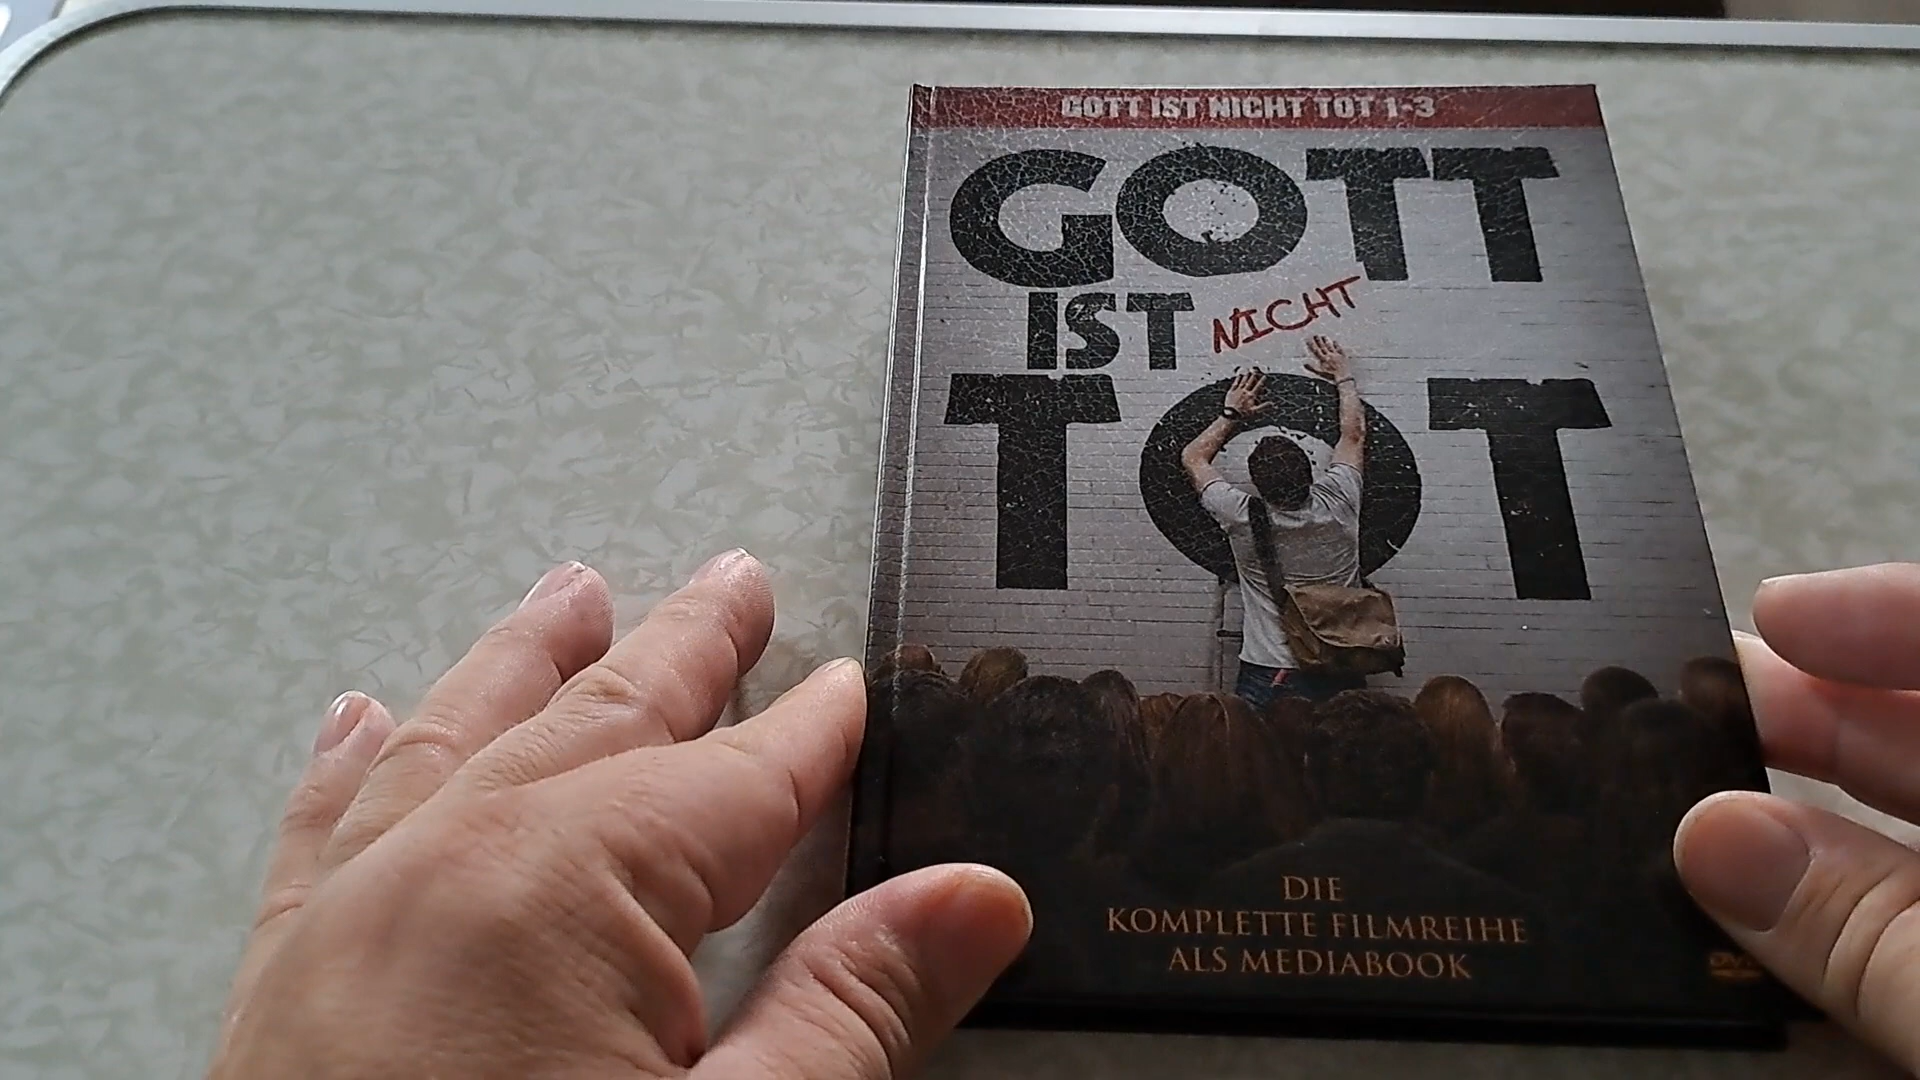 GOTT IST NICHT TOT 1-3
GOTT
IST NICHT
TOT
DIE
KOMPLETTE FILMREIHE
ALS MEDIABOOK